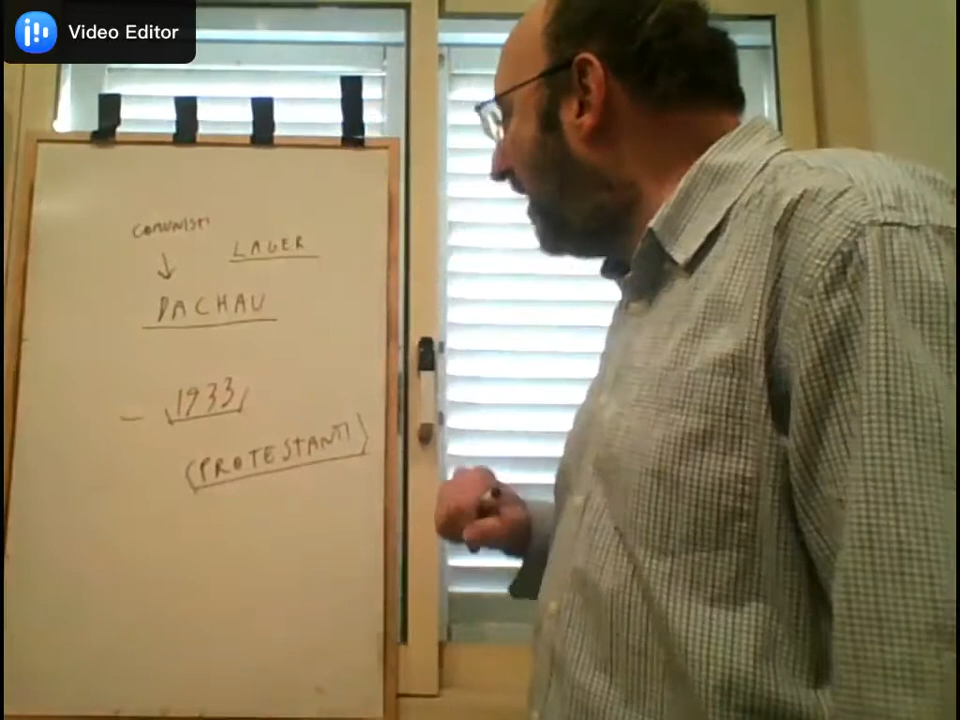 Video Editor
COMUNISTI
LAGER
↓
DACHAU
- 1933
(PROTESTANTI)